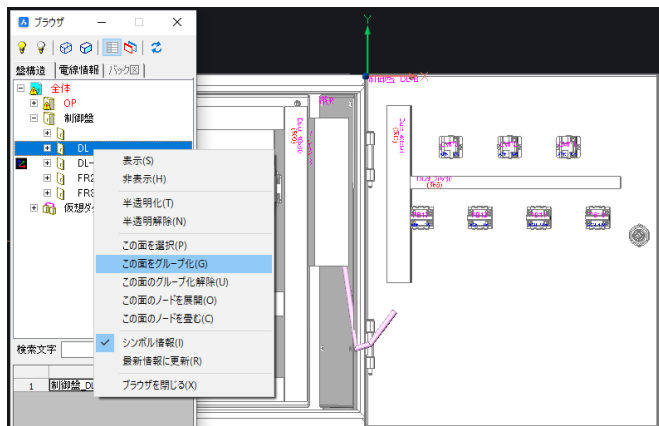 ブラウザ
盤構造 電線情報 バック図
全体
OP
制御盤
DL
DL-
FR2
FR3
仮想ダ
表示(S)
非表示(H)
半透明化(T)
半透明解除(N)
この面を選択(P)
この面をグループ化(G)
この面のグループ化解除(U)
この面のノードを展開(O)
この面のノードを畳む(C)
シンボル情報(I)
最新情報に更新(R)
ブラウザを閉じる(X)
検索文字
1 制御盤_DL
Y
X